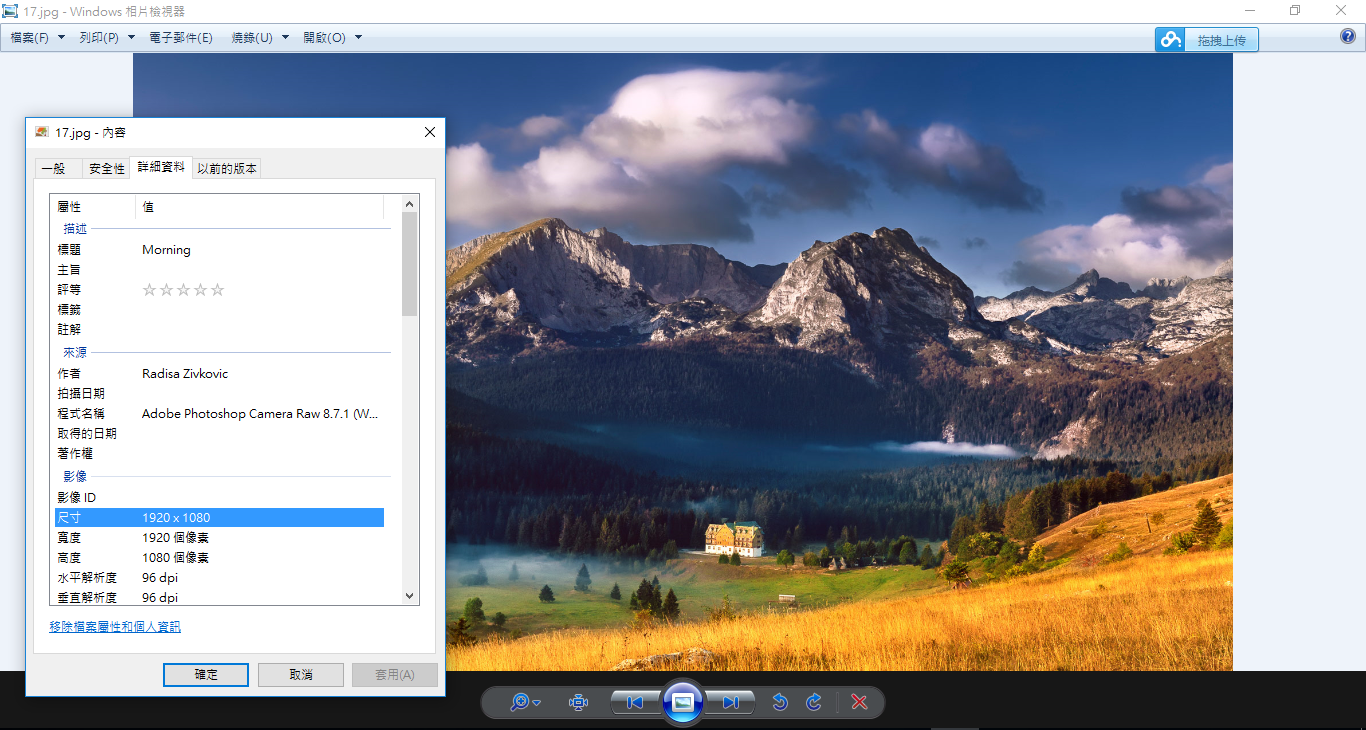 17.jpg - Windows 相片檢視器
檔案(F) 列印(P) 電子郵件(E) 燒錄(U) 開啟(O)
拖拽上传
17.jpg - 內容
一般 安全性 詳細資料 以前的版本
屬性 值
描述
標題 Morning
主旨
評等
標籤
註解
來源
作者 Radisa Zivkovic
拍攝日期
程式名稱 Adobe Photoshop Camera Raw 8.7.1 (W...
取得的日期
著作權
影像
影像 ID
尺寸 1920 x 1080
寬度 1920 個像素
高度 1080 個像素
水平解析度 96 dpi
垂直解析度 96 dpi
移除檔案屬性和個人資訊
確定 取消 套用(A)